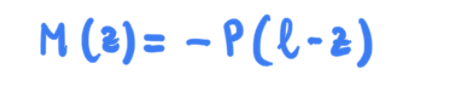 M(z) = -P(ℓ-z)